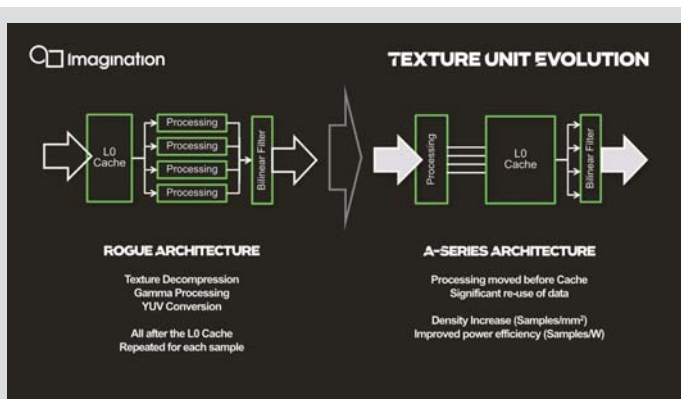 Imagination
TEXTURE UNIT EVOLUTION
L0
Cache
Processing
Processing
Processing
Processing
Bilinear Filter
Processing
L0
Cache
Bilinear Filter
ROGUE ARCHITECTURE
Texture Decompression
Gamma Processing
YUV Conversion
All after the L0 Cache
Repeated for each sample
A-SERIES ARCHITECTURE
Processing moved before Cache
Significant re-use of data
Density Increase (Samples/mm²)
Improved power efficiency (Samples/W)